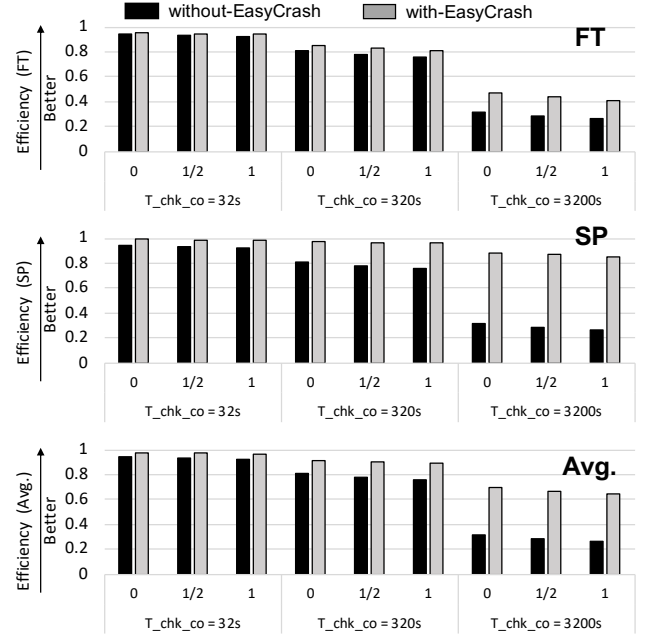 without-EasyCrash with-EasyCrash
FT
Efficiency (FT)
Better
1
0.8
0.6
0.4
0.2
0
0 1/2 1 0 1/2 1 0 1/2 1
T_chk_co = 32s T_chk_co = 320s T_chk_co = 3200s
SP
Efficiency (SP)
Better
1
0.8
0.6
0.4
0.2
0
0 1/2 1 0 1/2 1 0 1/2 1
T_chk_co = 32s T_chk_co = 320s T_chk_co = 3200s
Avg.
Efficiency (Avg.)
Better
1
0.8
0.6
0.4
0.2
0
0 1/2 1 0 1/2 1 0 1/2 1
T_chk_co = 32s T_chk_co = 320s T_chk_co = 3200s